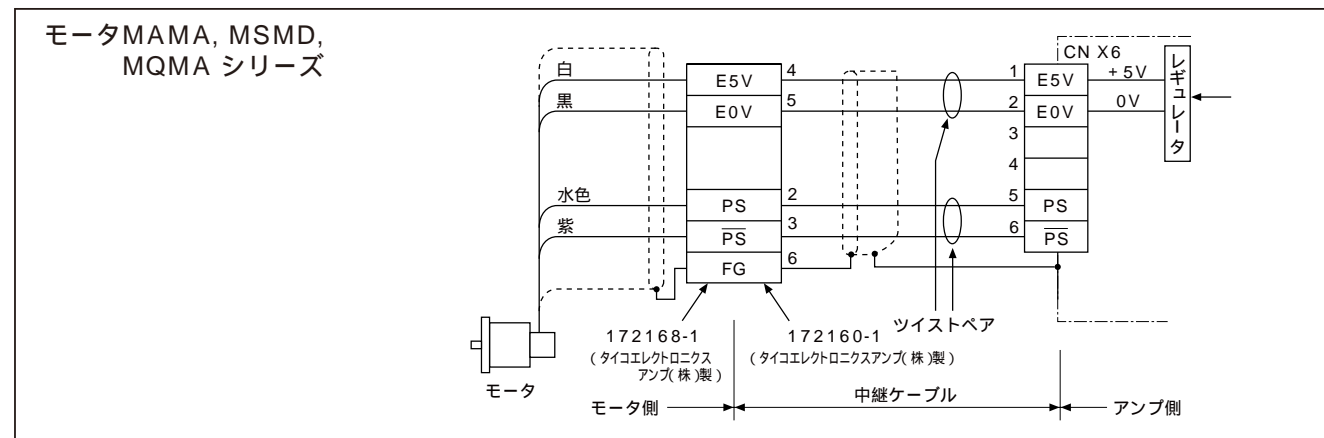 モータMAMA, MSMD,
MQMA シリーズ
CN X6
白
E5V
4
1
E5V
+5V
レギュレータ
黒
E0V
5
2
E0V
0V
3
4
水色
PS
2
5
PS
紫
P̅S̅
3
6
P̅S̅
FG
6
172168-1
(タイコエレクトロニクス
アンプ(株)製)
172160-1
(タイコエレクトロニクスアンプ(株)製)
ツイストペア
モータ
モータ側
中継ケーブル
アンプ側